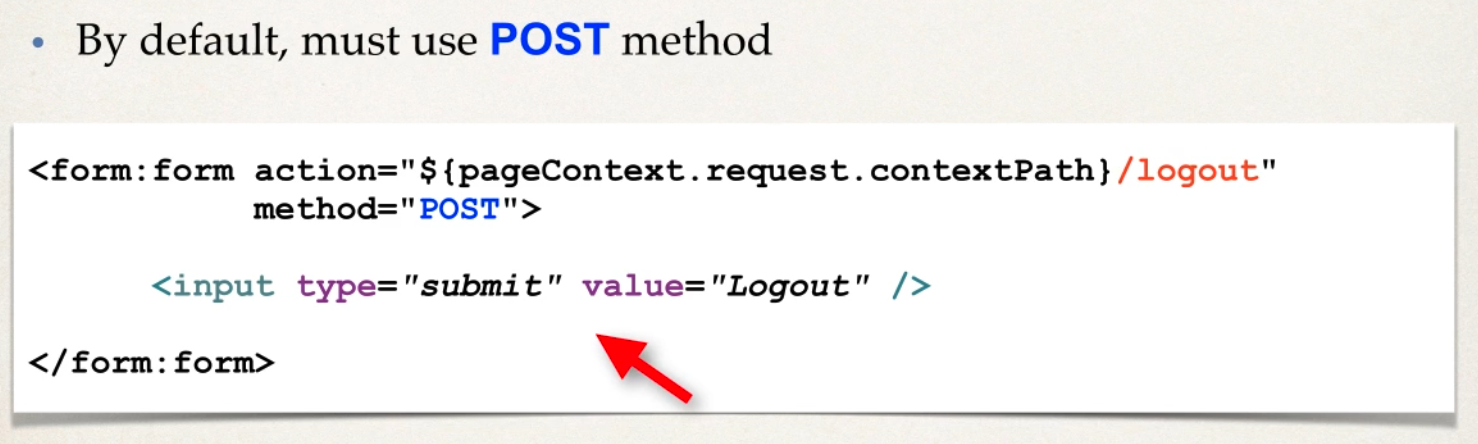 • By default, must use POST method
<form:form action="${pageContext.request.contextPath}/logout"
method="POST">
<input type="submit" value="Logout" />
</form:form>